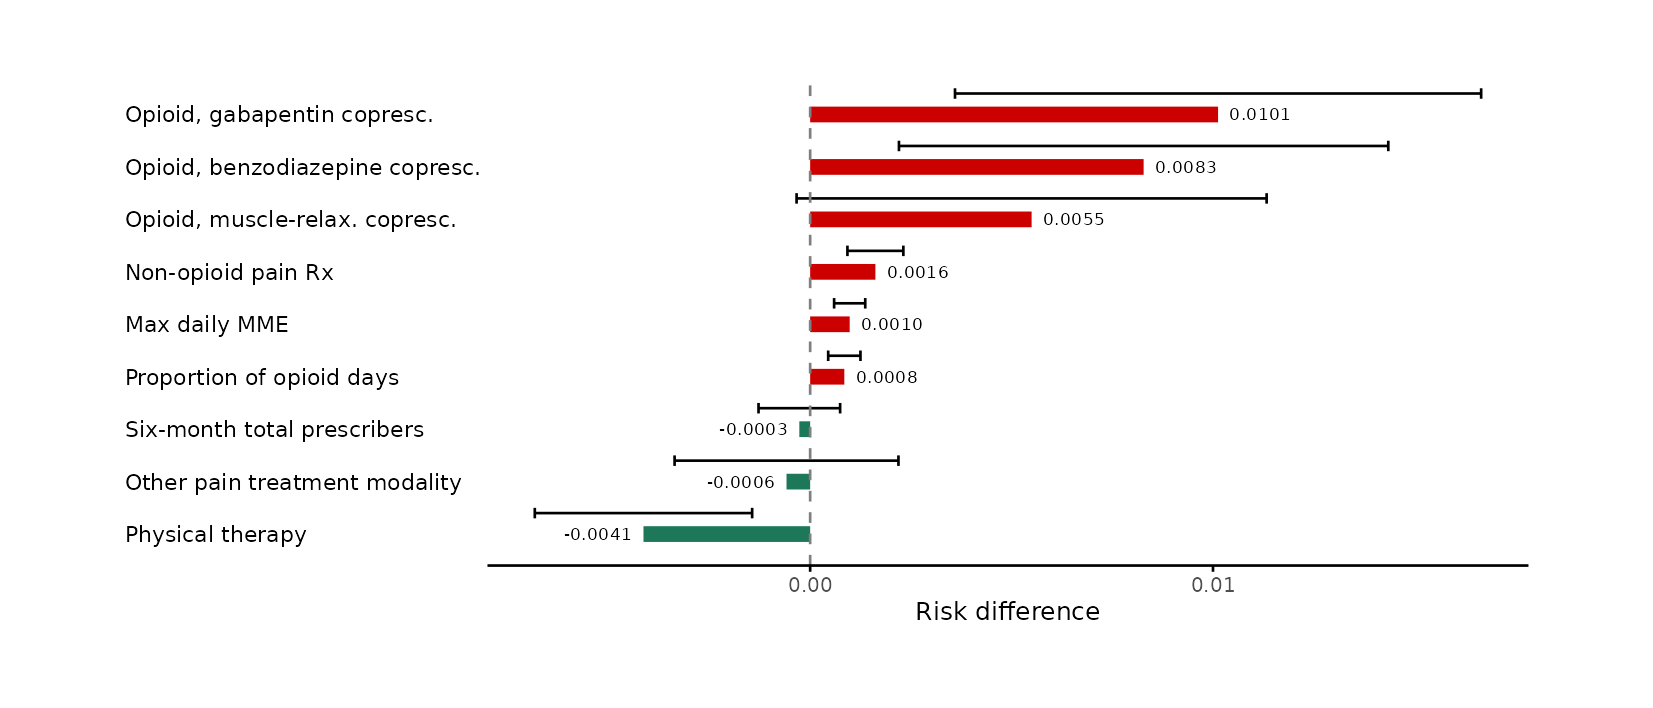 Opioid, gabapentin copresc.
0.0101
Opioid, benzodiazepine copresc.
0.0083
Opioid, muscle-relax. copresc.
0.0055
Non-opioid pain Rx
0.0016
Max daily MME
0.0010
Proportion of opioid days
0.0008
Six-month total prescribers
-0.0003
Other pain treatment modality
-0.0006
Physical therapy
-0.0041
0.00
0.01
Risk difference